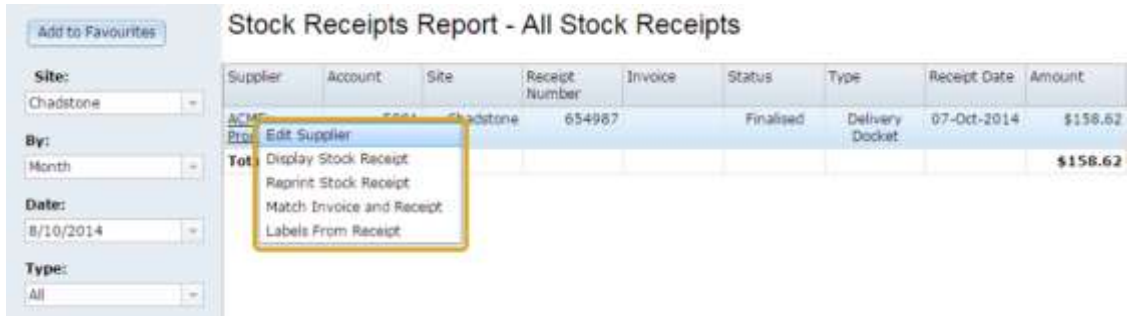 Add to Favourites
Stock Receipts Report - All Stock Receipts
Site:
Chadstone
By:
Month
Date:
8/10/2014
Type:
All
Supplier Account Site Receipt Number Invoice Status Type Receipt Date Amount
ACME Chadstone 654987 Finalised Delivery Docket 07-Oct-2014 $158.62
$158.62
Edit Supplier
Display Stock Receipt
Reprint Stock Receipt
Match Invoice and Receipt
Labels From Receipt